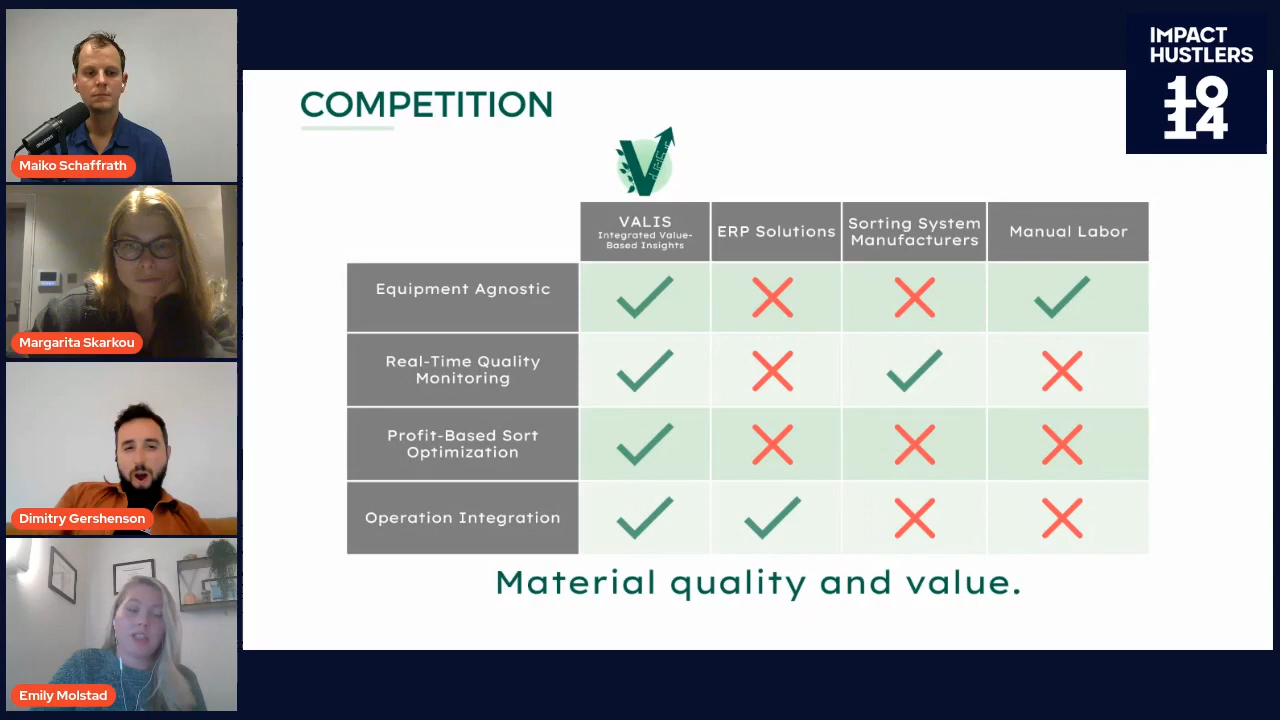 Maiko Schaffrath
Margarita Skarkou
Dimitry Gershenson
Emily Molstad
COMPETITION
VALIS
Integrated Value-
Based Insights
ERP Solutions
Sorting System
Manufacturers
Manual Labor
Equipment Agnostic
Real-Time Quality
Monitoring
Profit-Based Sort
Optimization
Operation Integration
Material quality and value.
IMPACT
HUSTLERS